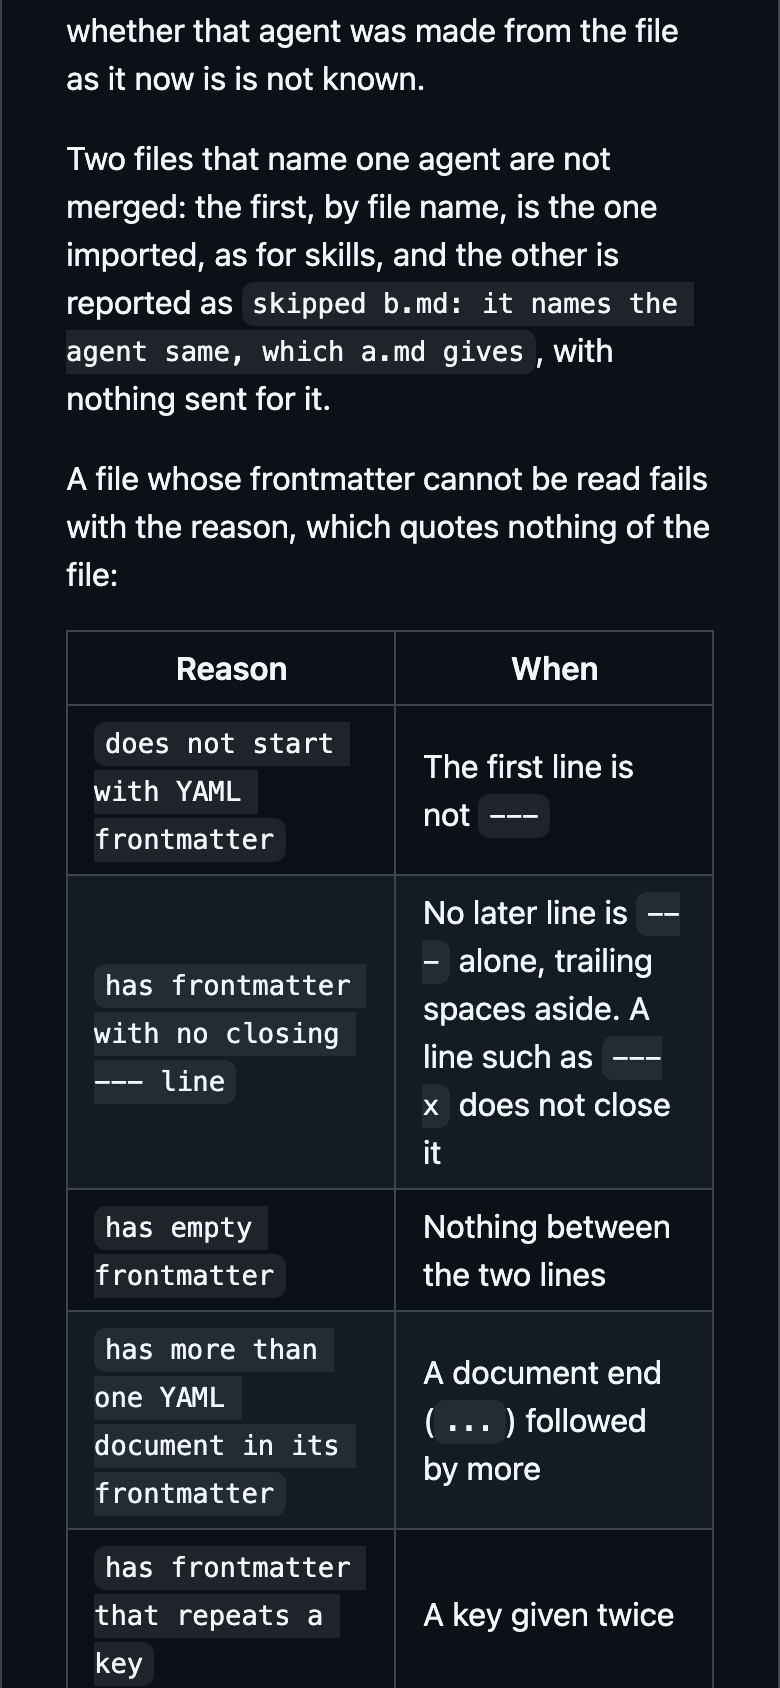 whether that agent was made from the file
as it now is is not known.
Two files that name one agent are not
merged: the first, by file name, is the one
imported, as for skills, and the other is
reported as skipped b.md: it names the
agent same, which a.md gives, with
nothing sent for it.
A file whose frontmatter cannot be read fails
with the reason, which quotes nothing of the
file:
Reason
When
does not start
with YAML
frontmatter
The first line is
not ---
has frontmatter
with no closing
--- line
No later line is --
- alone, trailing
spaces aside. A
line such as ---
x does not close
it
has empty
frontmatter
Nothing between
the two lines
has more than
one YAML
document in its
frontmatter
A document end
(...) followed
by more
has frontmatter
that repeats a
key
A key given twice